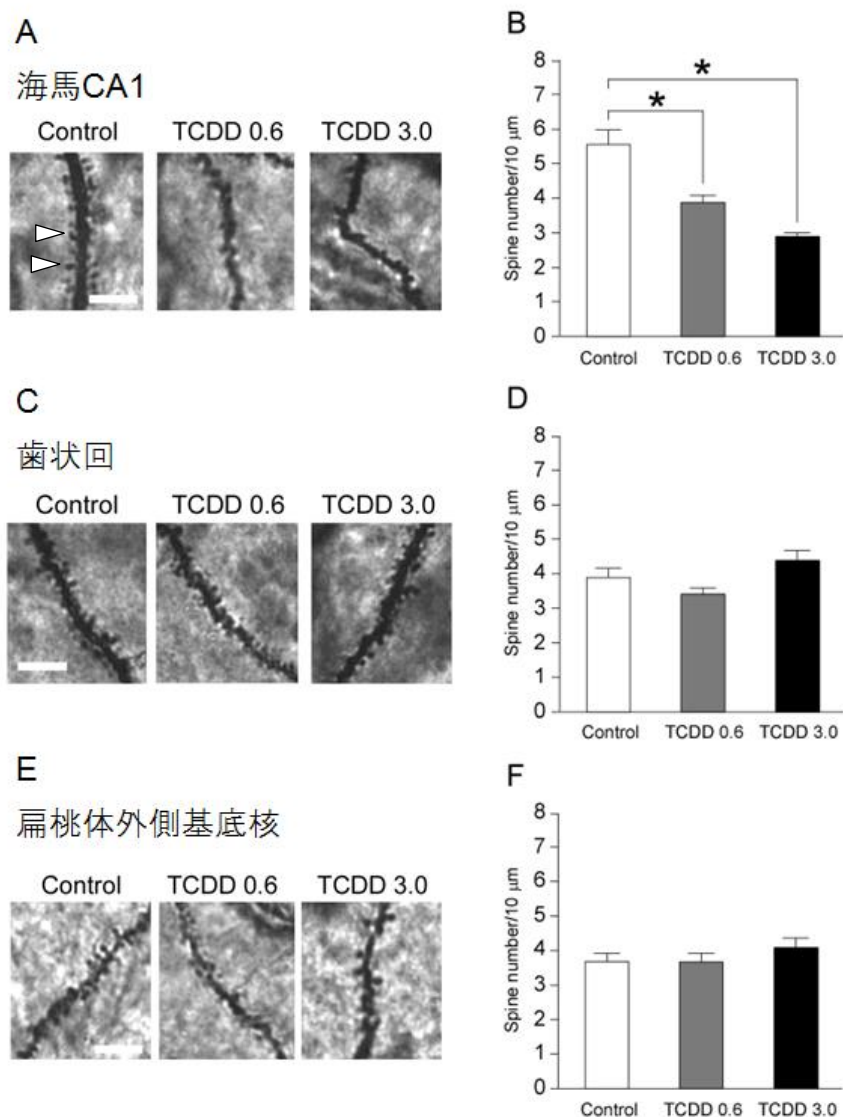 A
海馬CA1
Control TCDD 0.6 TCDD 3.0
B
8
7
6
5
4
3
2
1
0
Spine number/10 μm
* *
Control TCDD 0.6 TCDD 3.0
C
歯状回
Control TCDD 0.6 TCDD 3.0
D
8
7
6
5
4
3
2
1
0
Spine number/10 μm
Control TCDD 0.6 TCDD 3.0
E
扁桃体外側基底核
Control TCDD 0.6 TCDD 3.0
F
8
7
6
5
4
3
2
1
0
Spine number/10 μm
Control TCDD 0.6 TCDD 3.0